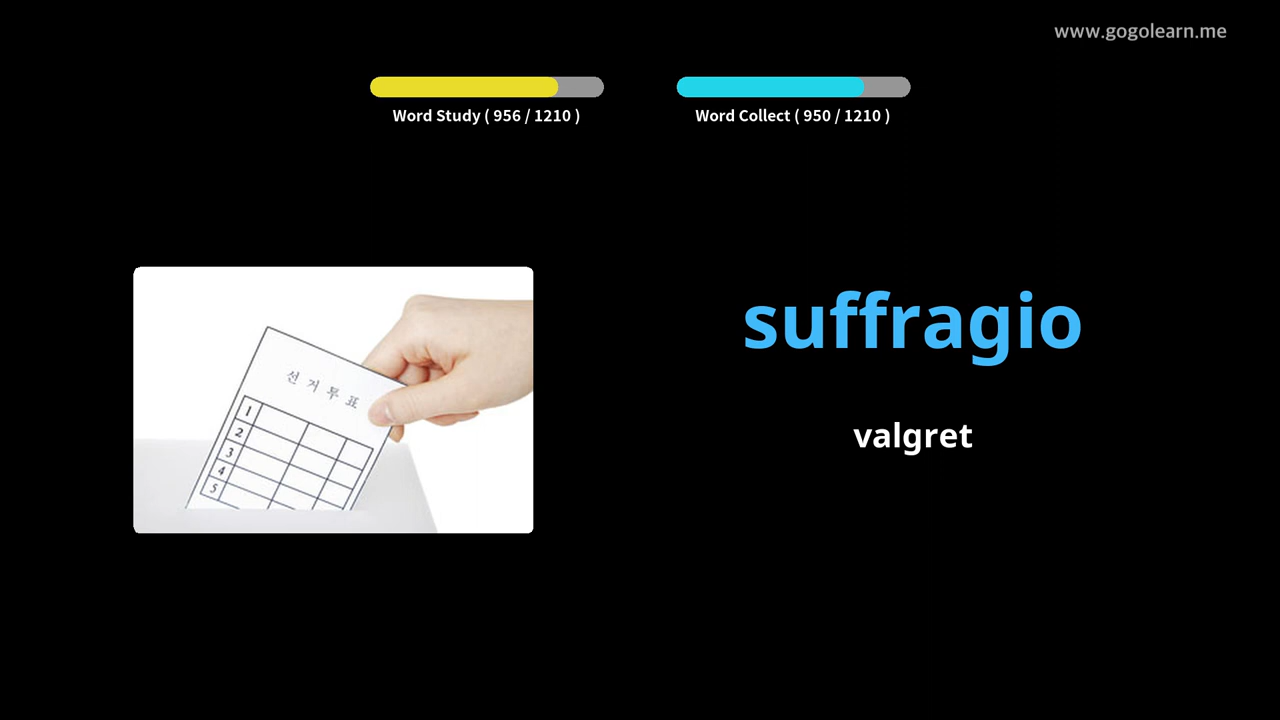 www.gogolearn.me
Word Study ( 956 / 1210 )
Word Collect ( 950 / 1210 )
선거투표
1
2
3
4
5
suffragio
valgret